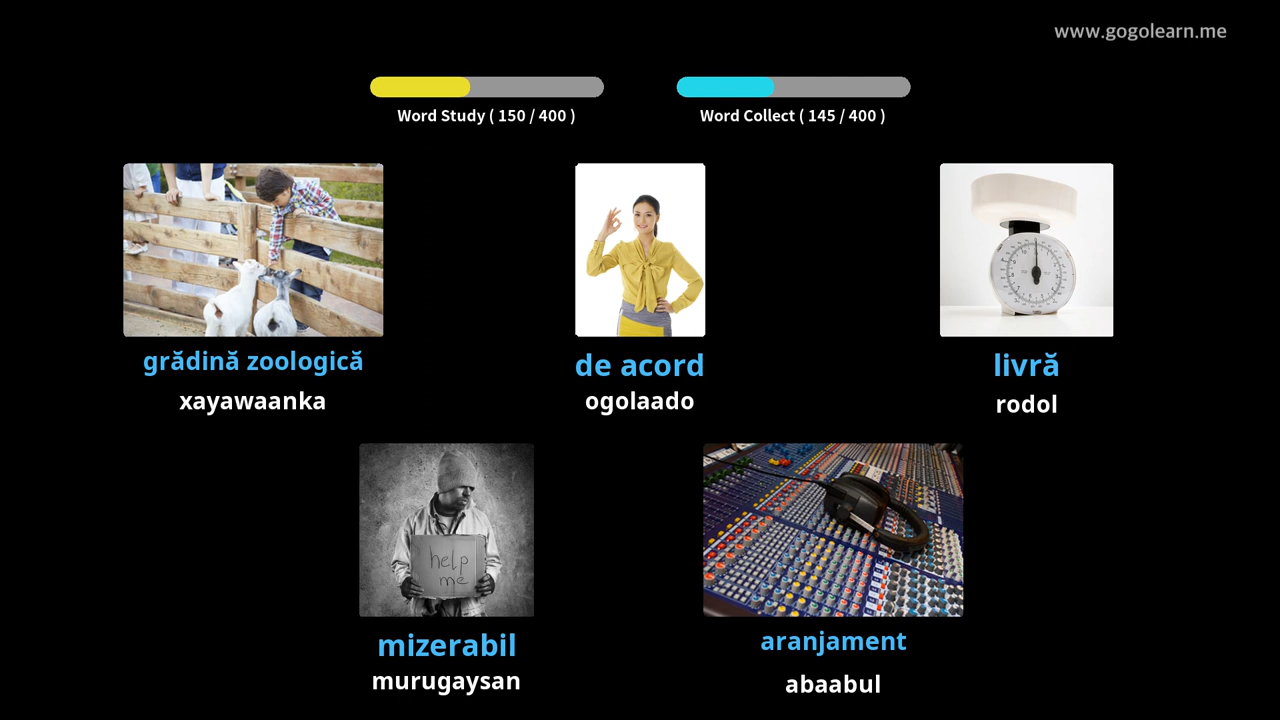 www.gogolearn.me
Word Study ( 150 / 400 )
Word Collect ( 145 / 400 )
grădină zoologică
xayawaanka
de acord
ogolaado
livră
rodol
help
me
mizerabil
murugaysan
aranjament
abaabul